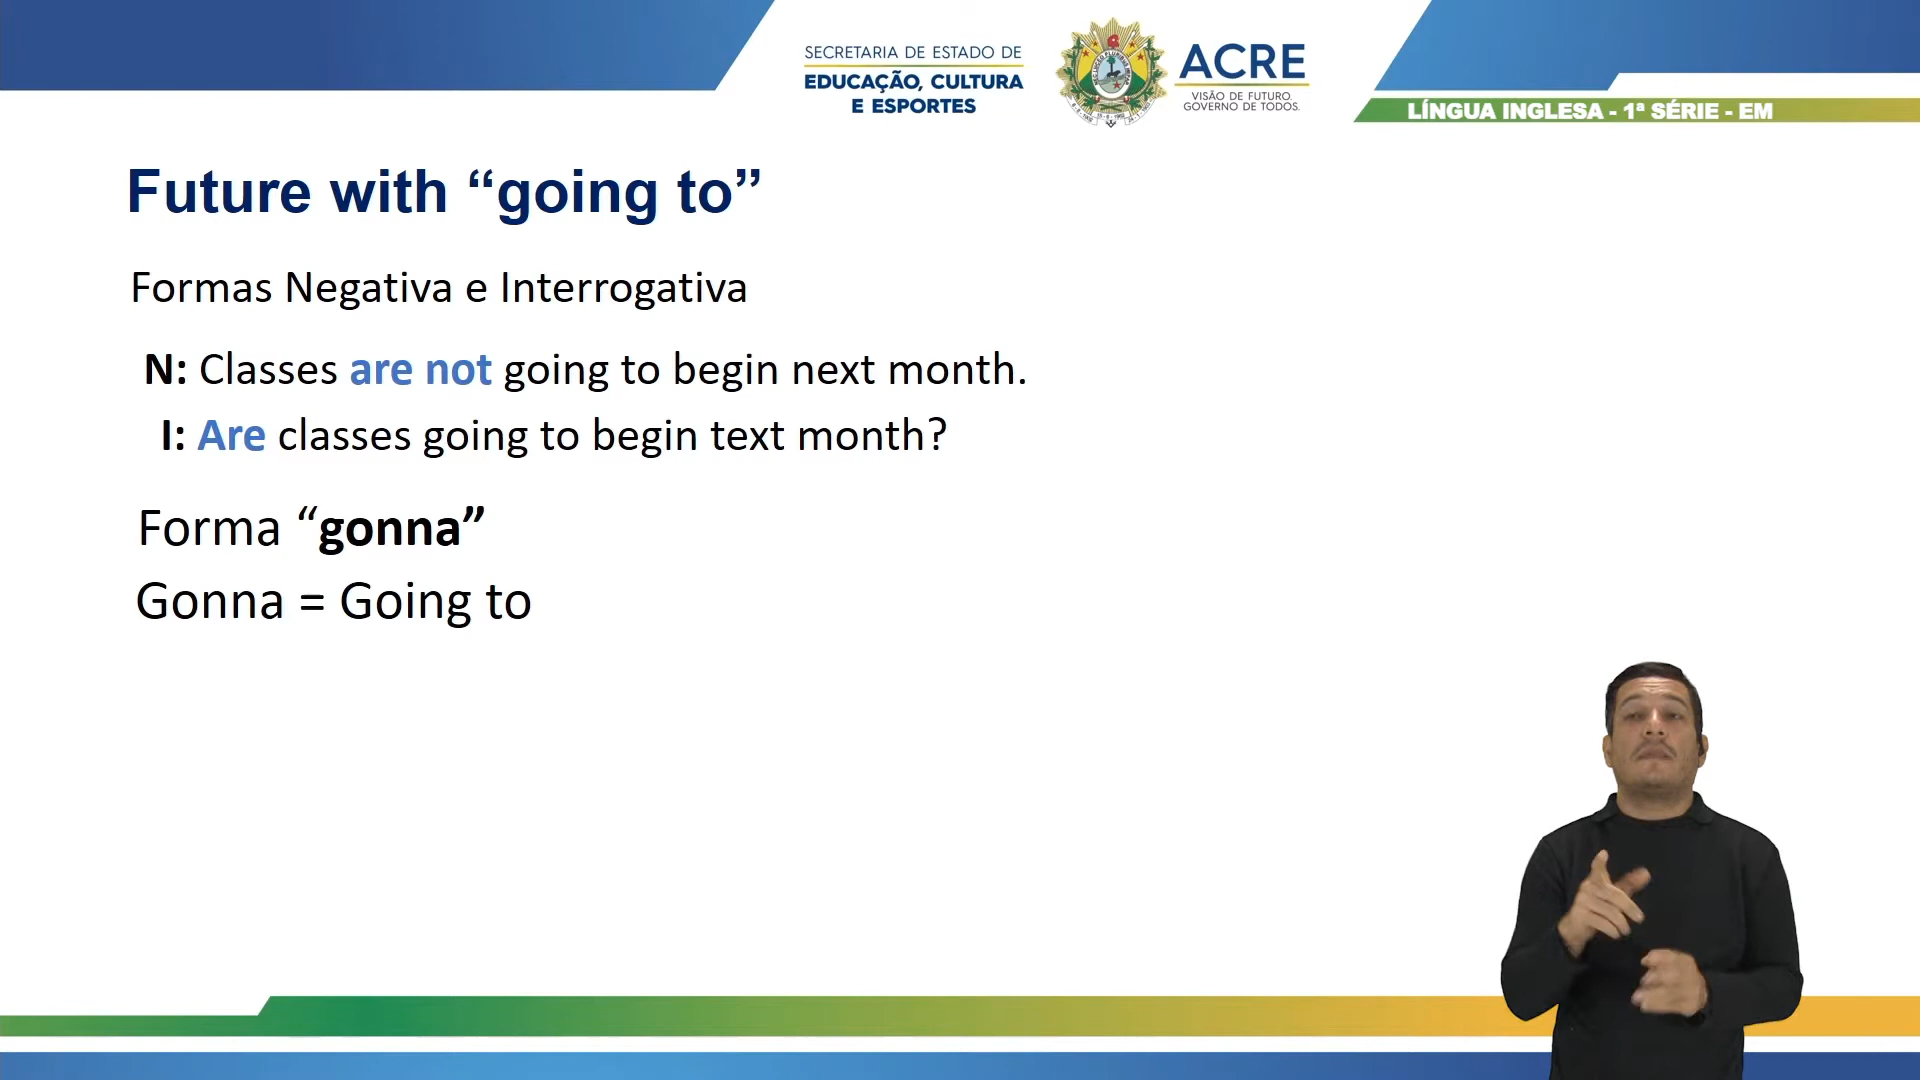 SECRETARIA DE ESTADO DE
EDUCAÇÃO, CULTURA
E ESPORTES
ACRE
VISÃO DE FUTURO.
GOVERNO DE TODOS.
LÍNGUA INGLESA - 1ª SÉRIE - EM
Future with “going to”
Formas Negativa e Interrogativa
N: Classes are not going to begin next month.
I: Are classes going to begin text month?
Forma “gonna”
Gonna = Going to